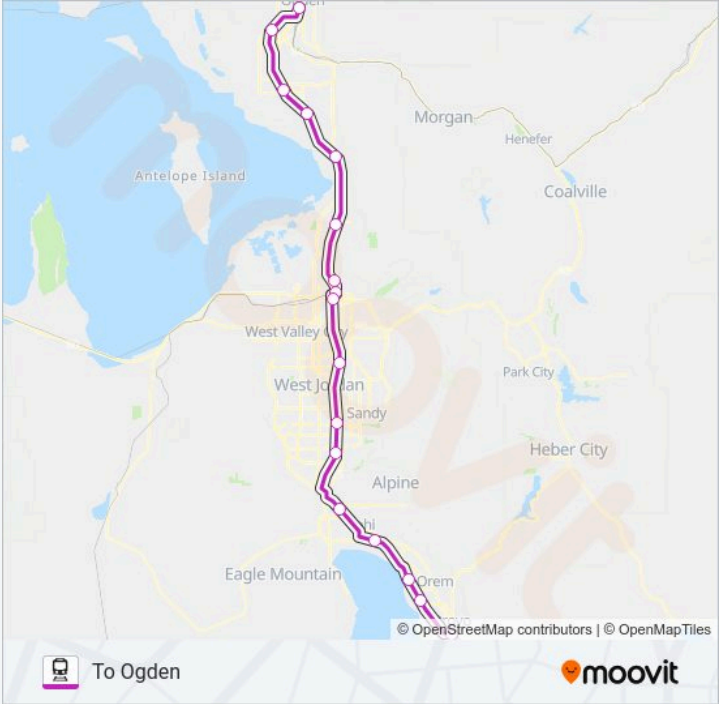 Morgan
Henefer
Antelope Island
Coalville
West Valley City
Park City
West Jordan
Sandy
Heber City
Alpine
Eagle Mountain
Orem
© OpenStreetMap contributors | © OpenMapTiles
To Ogden
moovit